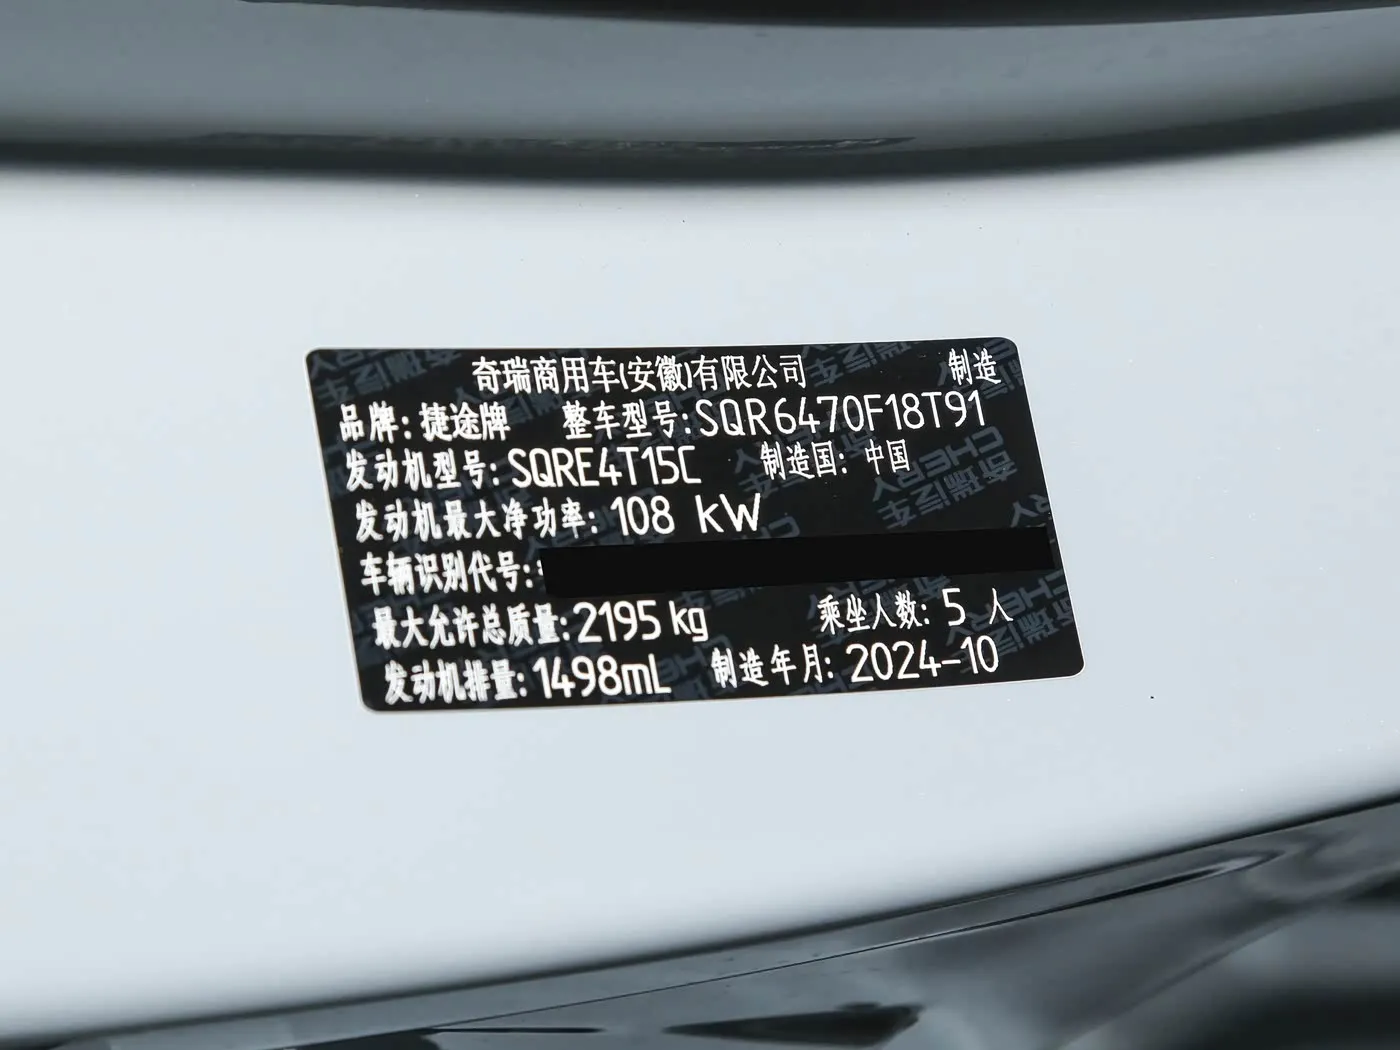 奇瑞商用车(安徽)有限公司 制造
品牌: 捷途牌 整车型号: SQR6470F18T91
发动机型号: SQRE4T15C 制造国: 中国
发动机最大净功率: 108 kW
车辆识别代号:
最大允许总质量: 2195 kg 乘坐人数: 5 人
发动机排量: 1498mL 制造年月: 2024-10